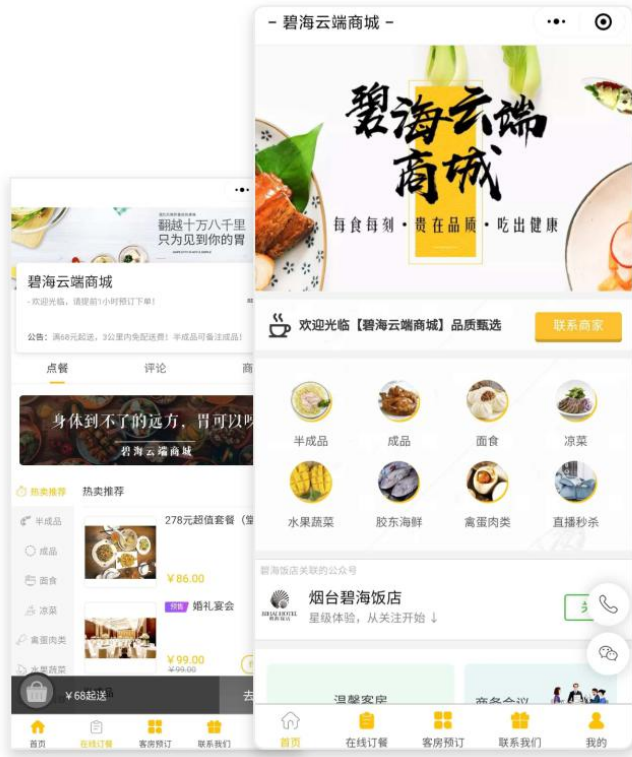 碧海云端商城
- 欢迎光临，请提前1小时预订下单！
公告：满68元起送，3公里内免配送费！半成品可备注成品！
翻越十万八千里
只为见到你的胃
点餐
评论
商
身体到不了的远方，胃可以
碧海云端商城
热卖推荐
热卖推荐
半成品
成品
面食
凉菜
禽蛋肉类
水果蔬菜
278元超值套餐（堂
￥86.00
预售 婚礼宴会
￥99.00
￥99.00
￥68起送
去
首页
在线订餐
客房预订
联系我们
– 碧海云端商城 –
碧海云端
商城
每食每刻·贵在品质·吃出健康
欢迎光临【碧海云端商城】品质甄选
联系商家
半成品
成品
面食
凉菜
水果蔬菜
胶东海鲜
禽蛋肉类
直播秒杀
碧海饭店关联的公众号
烟台碧海饭店
星级体验，从关注开始 ↓
BIHAI HOTEL
温馨客房
商务会议
首页
在线订餐
客房预订
联系我们
我的